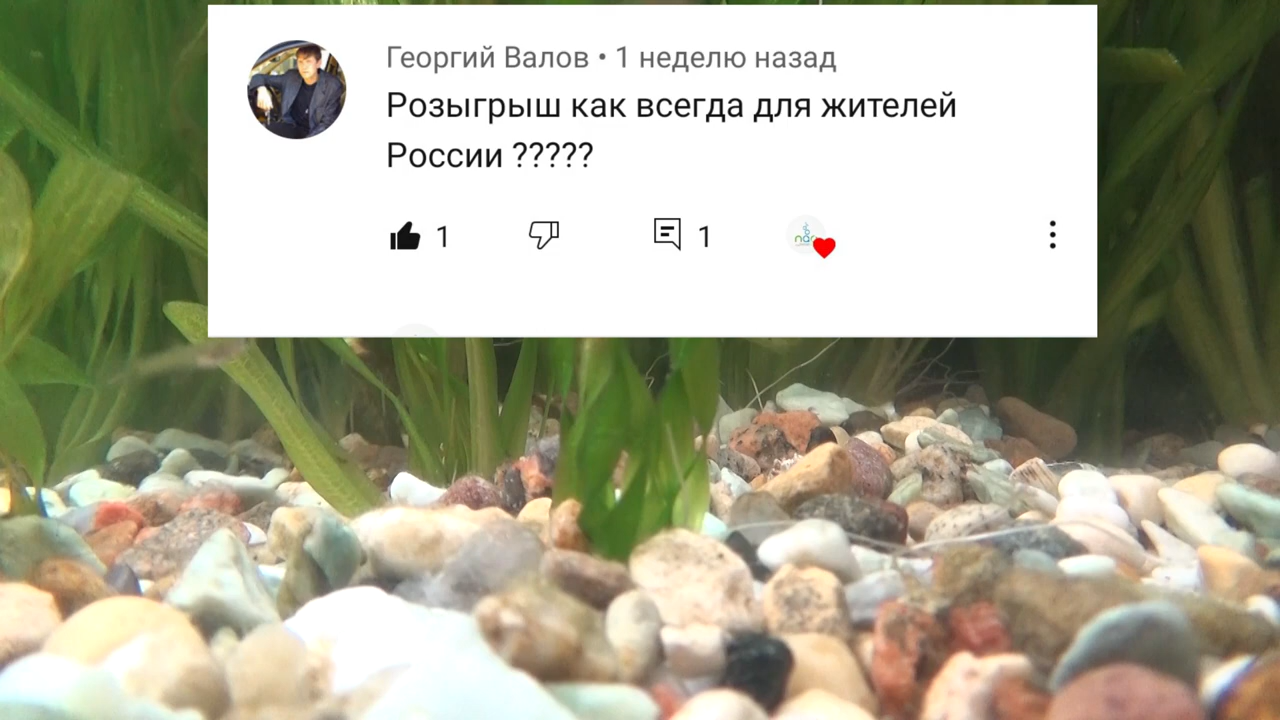 Георгий Валов • 1 неделю назад
Розыгрыш как всегда для жителей
России ?????
1
1